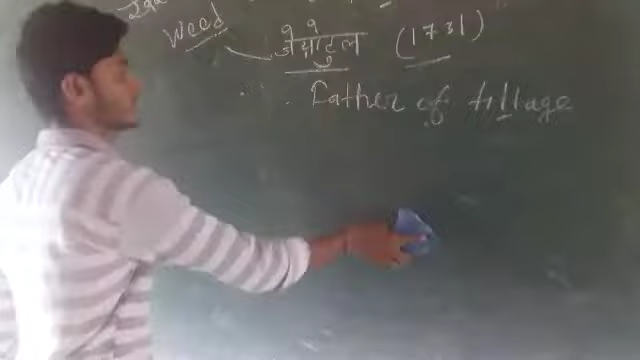 Weed जेथ्रोटुल (1731)
∴ Father of tillage